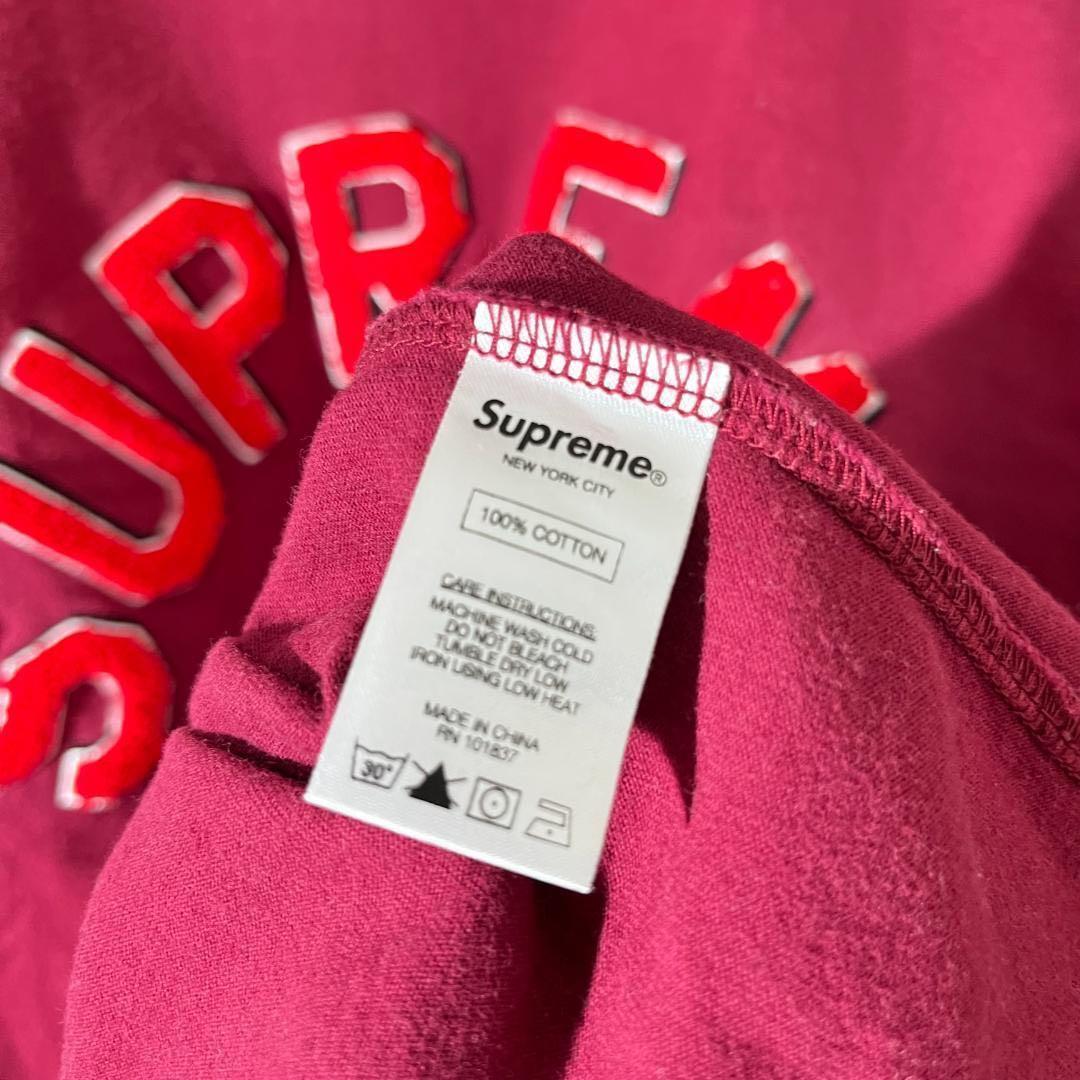 SUPREM
Supreme®
NEW YORK CITY
100% COTTON
CARE INSTRUCTIONS:
MACHINE WASH COLD
DO NOT BLEACH
TUMBLE DRY LOW
IRON USING LOW HEAT
MADE IN CHINA
RN 101837
30°